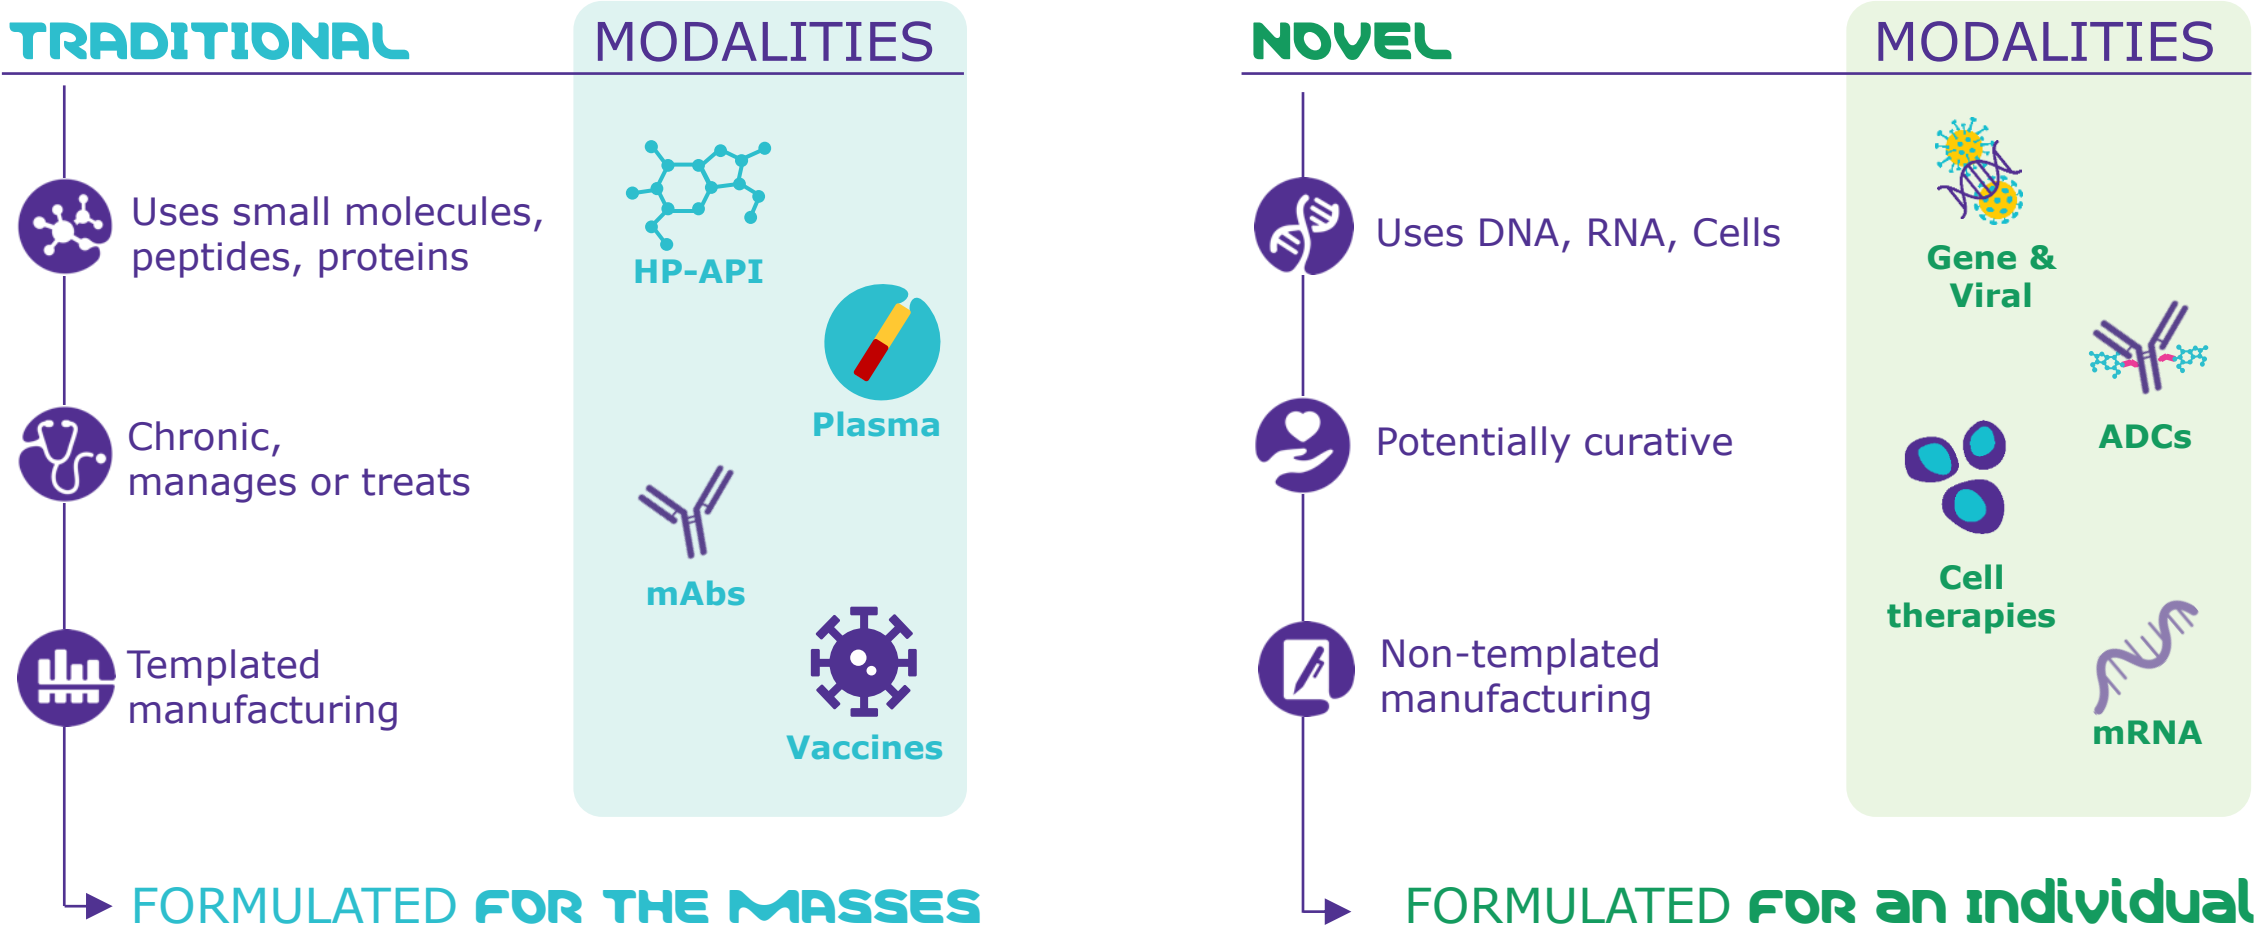 TRADITIONAL
MODALITIES
Uses small molecules,
peptides, proteins
Chronic,
manages or treats
Templated
manufacturing
HP-API
Plasma
mAbs
Vaccines
FORMULATED FOR THE MASSES
NOVEL
MODALITIES
Uses DNA, RNA, Cells
Potentially curative
Non-templated
manufacturing
Gene &
Viral
ADCs
Cell
therapies
mRNA
FORMULATED FOR an Individual